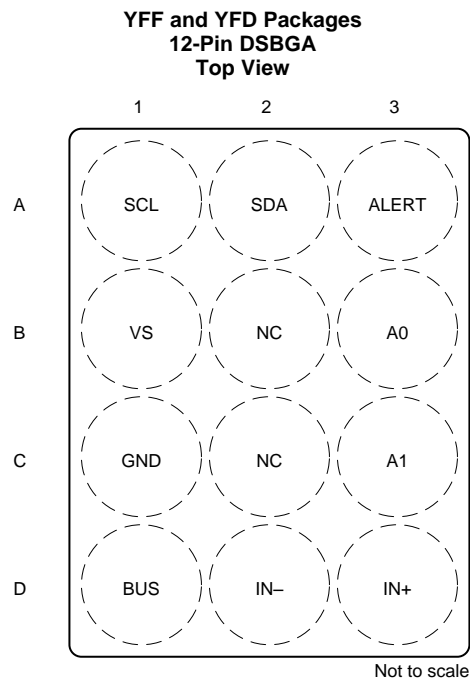 YFF and YFD Packages
12-Pin DSBGA
Top View
1 2 3
A SCL SDA ALERT
B VS NC A0
C GND NC A1
D BUS IN– IN+
Not to scale